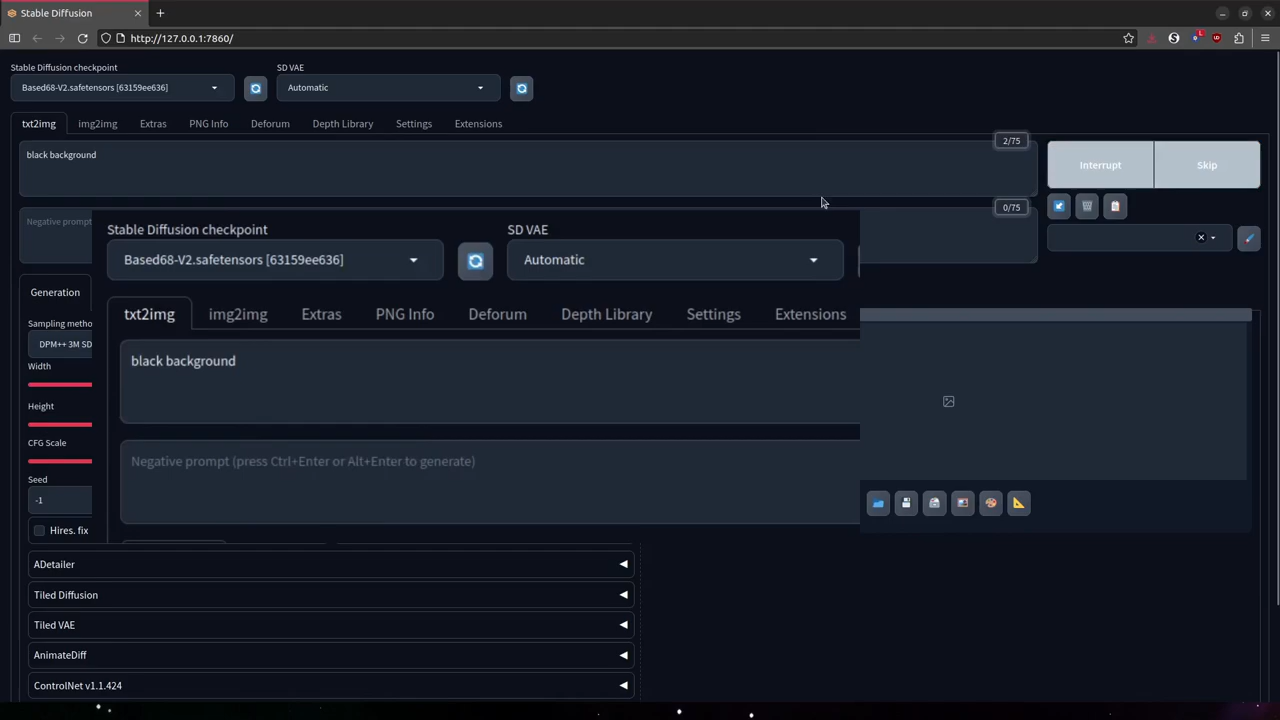 Stable Diffusion
http://127.0.0.1:7860/
Stable Diffusion checkpoint
SD VAE
Based68-V2.safetensors [63159ee636]
Automatic
txt2img
img2img
Extras
PNG Info
Deforum
Depth Library
Settings
Extensions
2/75
black background
Interrupt
Skip
Negative prompt
0/75
Stable Diffusion checkpoint
SD VAE
Based68-V2.safetensors [63159ee636]
Automatic
txt2img
img2img
Extras
PNG Info
Deforum
Depth Library
Settings
Extensions
black background
Negative prompt (press Ctrl+Enter or Alt+Enter to generate)
Generation
Sampling metho
DPM++ 3M SD
Width
Height
CFG Scale
Seed
-1
Hires. fix
ADetailer
Tiled Diffusion
Tiled VAE
AnimateDiff
ControlNet v1.1.424